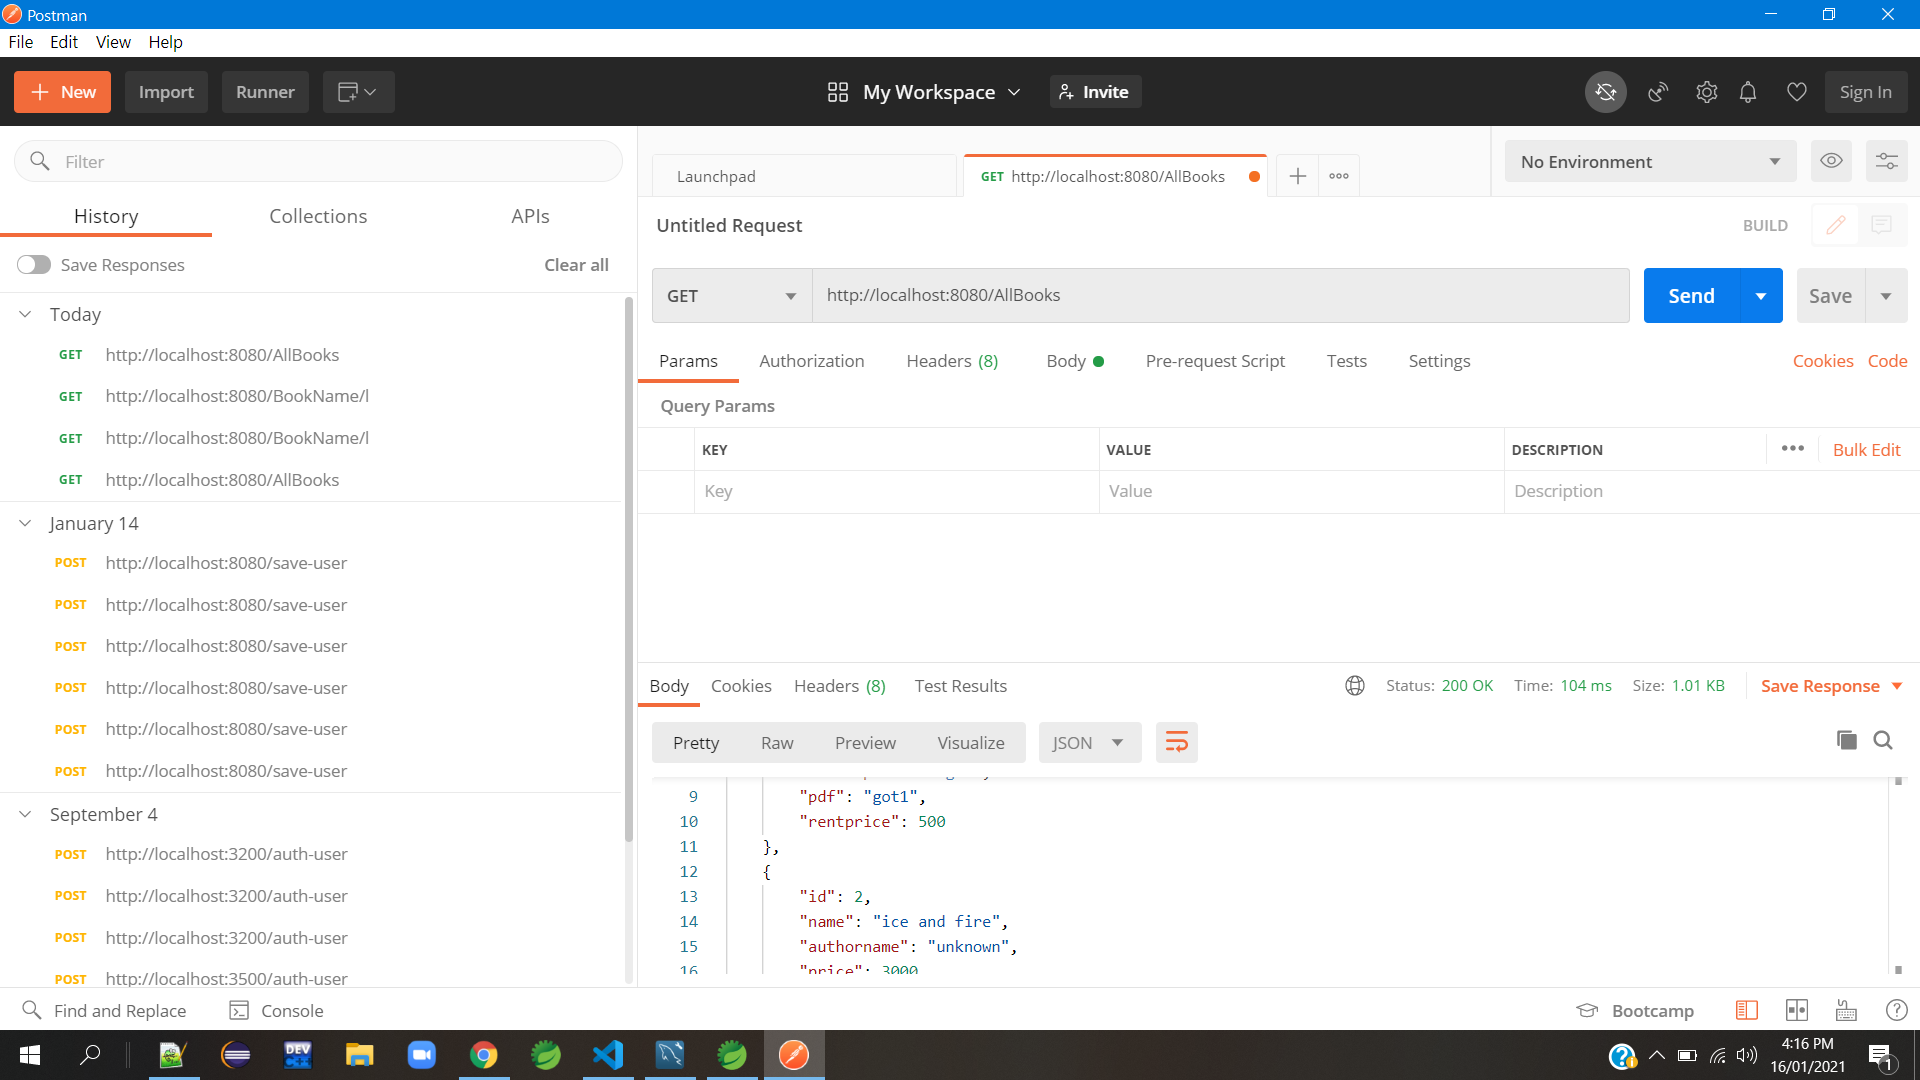 Postman
File Edit View Help
New Import Runner My Workspace Invite Sign In
Filter
History Collections APIs
Save Responses Clear all
Today
GET http://localhost:8080/AllBooks
GET http://localhost:8080/BookName/l
GET http://localhost:8080/BookName/l
GET http://localhost:8080/AllBooks
January 14
POST http://localhost:8080/save-user
POST http://localhost:8080/save-user
POST http://localhost:8080/save-user
POST http://localhost:8080/save-user
POST http://localhost:8080/save-user
POST http://localhost:8080/save-user
September 4
POST http://localhost:3200/auth-user
POST http://localhost:3200/auth-user
POST http://localhost:3200/auth-user
POST http://localhost:3500/auth-user
Launchpad GET http://localhost:8080/AllBooks No Environment
Untitled Request BUILD
GET http://localhost:8080/AllBooks Send Save
Params Authorization Headers (8) Body Pre-request Script Tests Settings Cookies Code
Query Params
KEY VALUE DESCRIPTION Bulk Edit
Key Value Description
Body Cookies Headers (8) Test Results Status: 200 OK Time: 104 ms Size: 1.01 KB Save Response
Pretty Raw Preview Visualize JSON
9 "pdf": "got1",
10 "rentprice": 500
11 },
12 {
13 "id": 2,
14 "name": "ice and fire",
15 "authorname": "unknown",
16 "price": 3000
Find and Replace Console Bootcamp
DEV C++
4:16 PM
16/01/2021
1